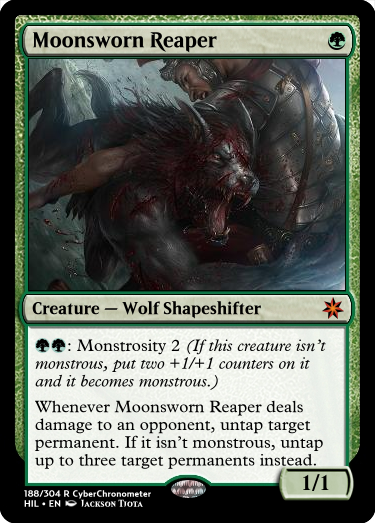 Moonsworn Reaper
Creature — Wolf Shapeshifter
: Monstrosity 2 (If this creature isn't
monstrous, put two +1/+1 counters on it
and it becomes monstrous.)
Whenever Moonsworn Reaper deals
damage to an opponent, untap target
permanent. If it isn't monstrous, untap
up to three target permanents instead.
1/1
188/304 R CyberChronometer
HIL • EN Jackson Tjota